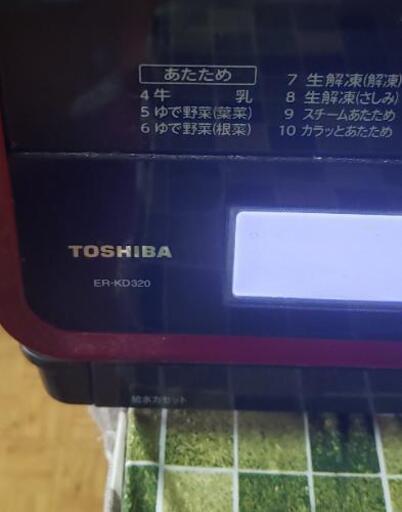 あたため
4 牛 乳
5 ゆで野菜(葉菜)
6 ゆで野菜(根菜)
7 生解凍(解凍)
8 生解凍(さしみ)
9 スチームあたため
10 カラッとあたため
TOSHIBA
ER-KD320
給水カセット